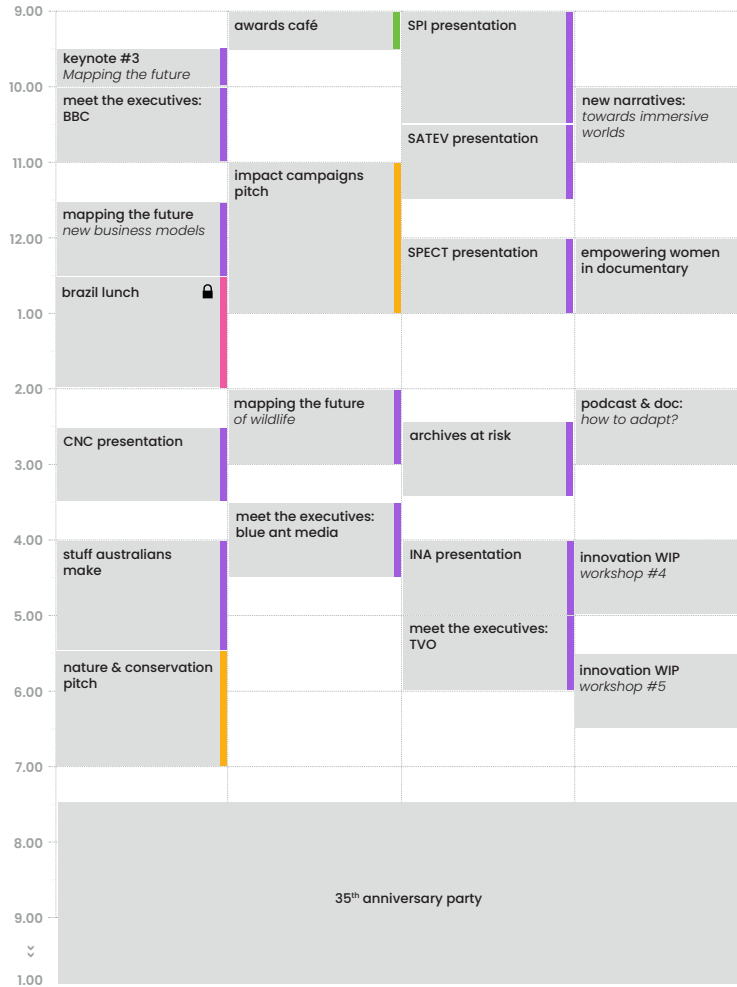 9.00
10.00
11.00
12.00
1.00
2.00
3.00
4.00
5.00
6.00
7.00
8.00
9.00
1.00
keynote #3
Mapping the future
meet the executives:
BBC
mapping the future
new business models
brazil lunch
CNC presentation
stuff australians
make
nature & conservation
pitch
awards café
impact campaigns
pitch
mapping the future
of wildlife
meet the executives:
blue ant media
SPI presentation
SATEV presentation
SPECT presentation
archives at risk
INA presentation
meet the executives:
TVO
new narratives:
towards immersive
worlds
empowering women
in documentary
podcast & doc:
how to adapt?
innovation WIP
workshop #4
innovation WIP
workshop #5
35th anniversary party